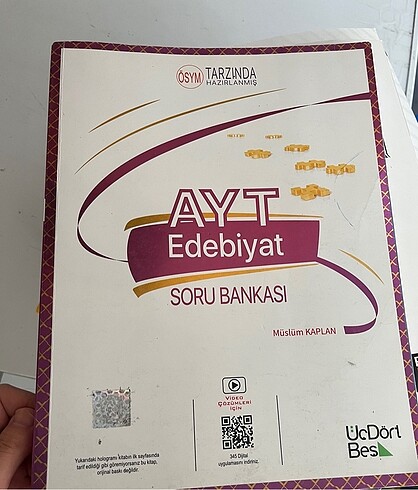 ÖSYM TARZINDA
HAZIRLANMIŞ
AYT
Edebiyat
SORU BANKASI
Müslüm KAPLAN
VİDEO
ÇÖZÜMLERİ
İÇİN
Yukarıdaki hologramı kitabın ilk sayfasında
tarif edildiği gibi göremiyorsanız bu kitap,
orijinal baskı değildir.
345 Dijital
uygulamasını indiriniz.
ÜçDört
Beş